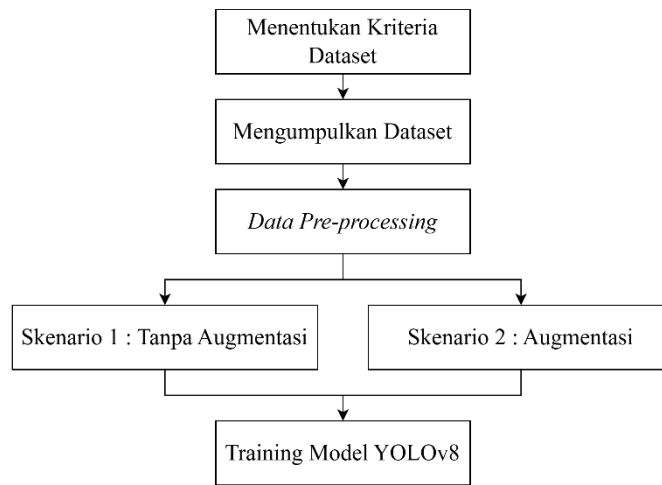 Menentukan Kriteria
Dataset
Mengumpulkan Dataset
Data Pre-processing
Skenario 1 : Tanpa Augmentasi
Skenario 2 : Augmentasi
Training Model YOLOv8